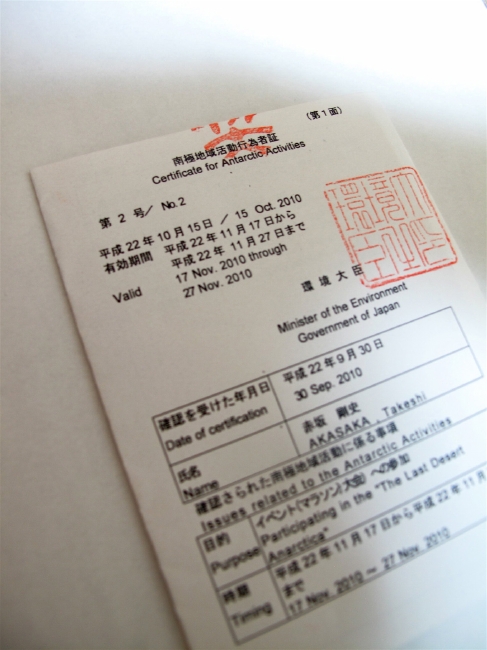 (第1面)
南極地域活動行為者証
Certificate for Antarctic Activities
第 2 号/ No.2
平成 22 年 10 月 15 日 / 15 Oct. 2010
有効期間 平成 22 年 11 月 17 日から
平成 22 年 11 月 27 日まで
Valid 17 Nov. 2010 through
27 Nov. 2010
環 境 大 臣
Minister of the Environment
Government of Japan
確認を受けた年月日 平成 22 年 9 月 30 日
Date of certification 30 Sep. 2010
氏名 赤坂 剛史
Name AKASAKA , Takeshi
確認された南極地域活動に係る事項
Issues related to the Antarctic Activities
目的 イベント(マラソン大会) への参加
Purpose Participating in the "The Last Desert
Anarctica"
時期 平成 22 年 11 月 17 日から平成 22 年 11 月
まで
Timing 17 Nov. 2010 ～ 27 Nov. 2010